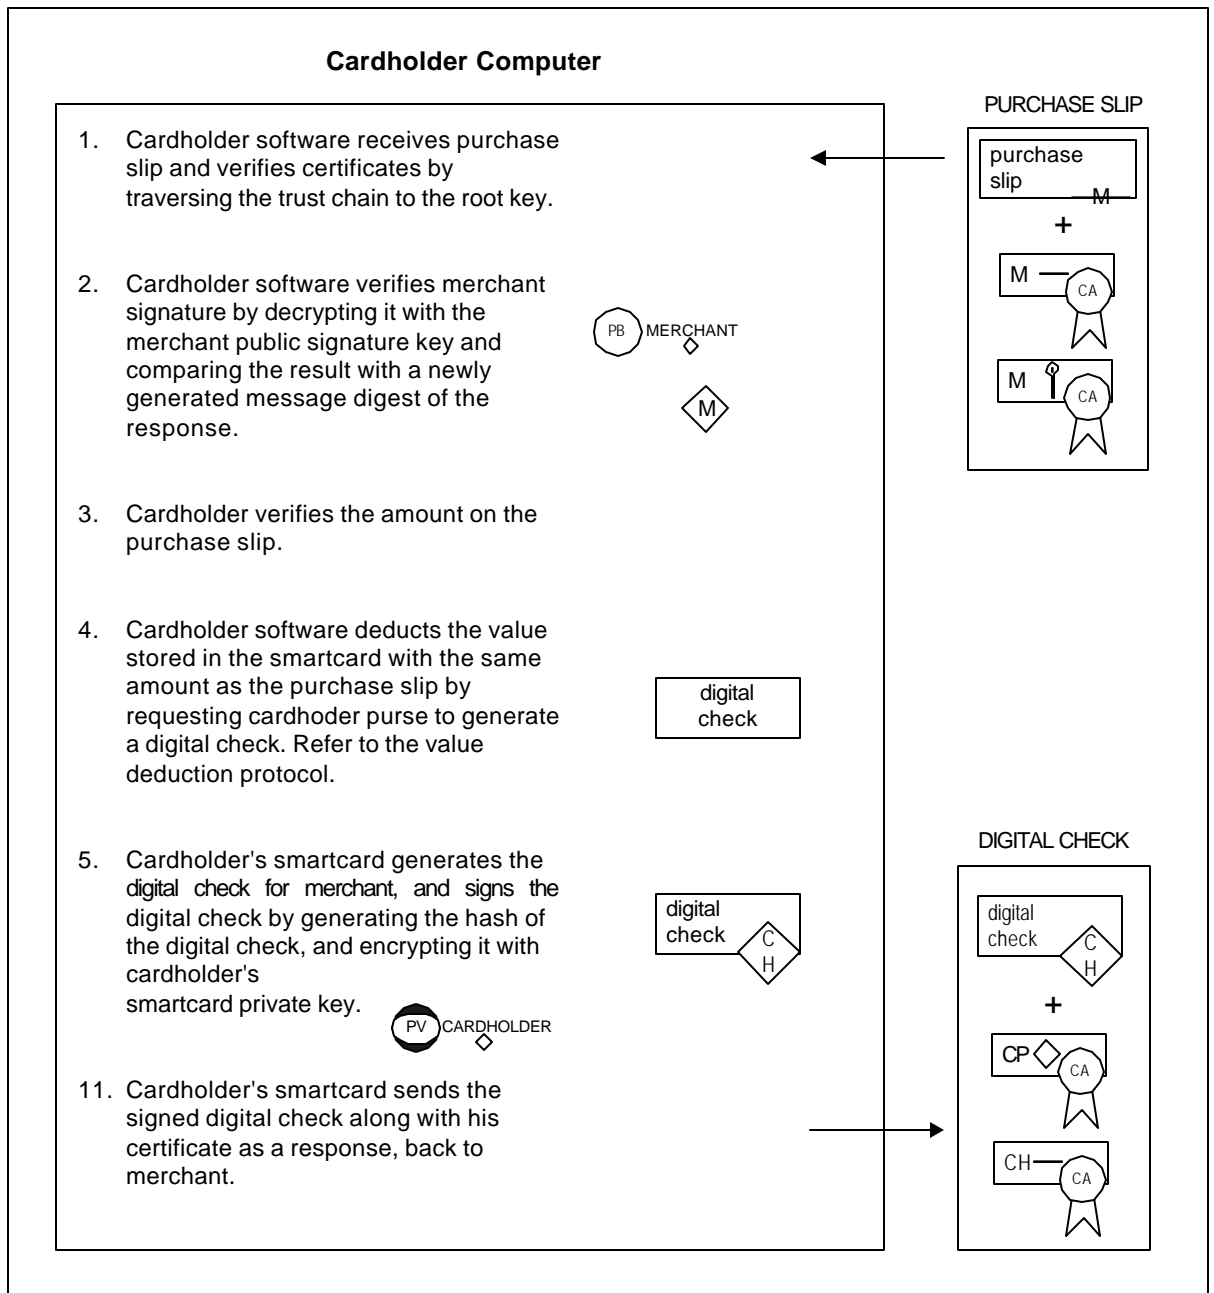 Cardholder Computer
PURCHASE SLIP
1. Cardholder software receives purchase
slip and verifies certificates by
traversing the trust chain to the root key.
purchase
slip
M
+
M
CA
M
CA
2. Cardholder software verifies merchant
signature by decrypting it with the
merchant public signature key and
comparing the result with a newly
generated message digest of the
response.
PB MERCHANT
M
3. Cardholder verifies the amount on the
purchase slip.
4. Cardholder software deducts the value
stored in the smartcard with the same
amount as the purchase slip by
requesting cardhoder purse to generate
a digital check. Refer to the value
deduction protocol.
digital
check
5. Cardholder's smartcard generates the
digital check for merchant, and signs the
digital check by generating the hash of
the digital check, and encrypting it with
cardholder's
smartcard private key.
PV CARDHOLDER
digital
check
C
H
DIGITAL CHECK
digital
check
C
H
+
CP
CA
CH
CA
11. Cardholder's smartcard sends the
signed digital check along with his
certificate as a response, back to
merchant.